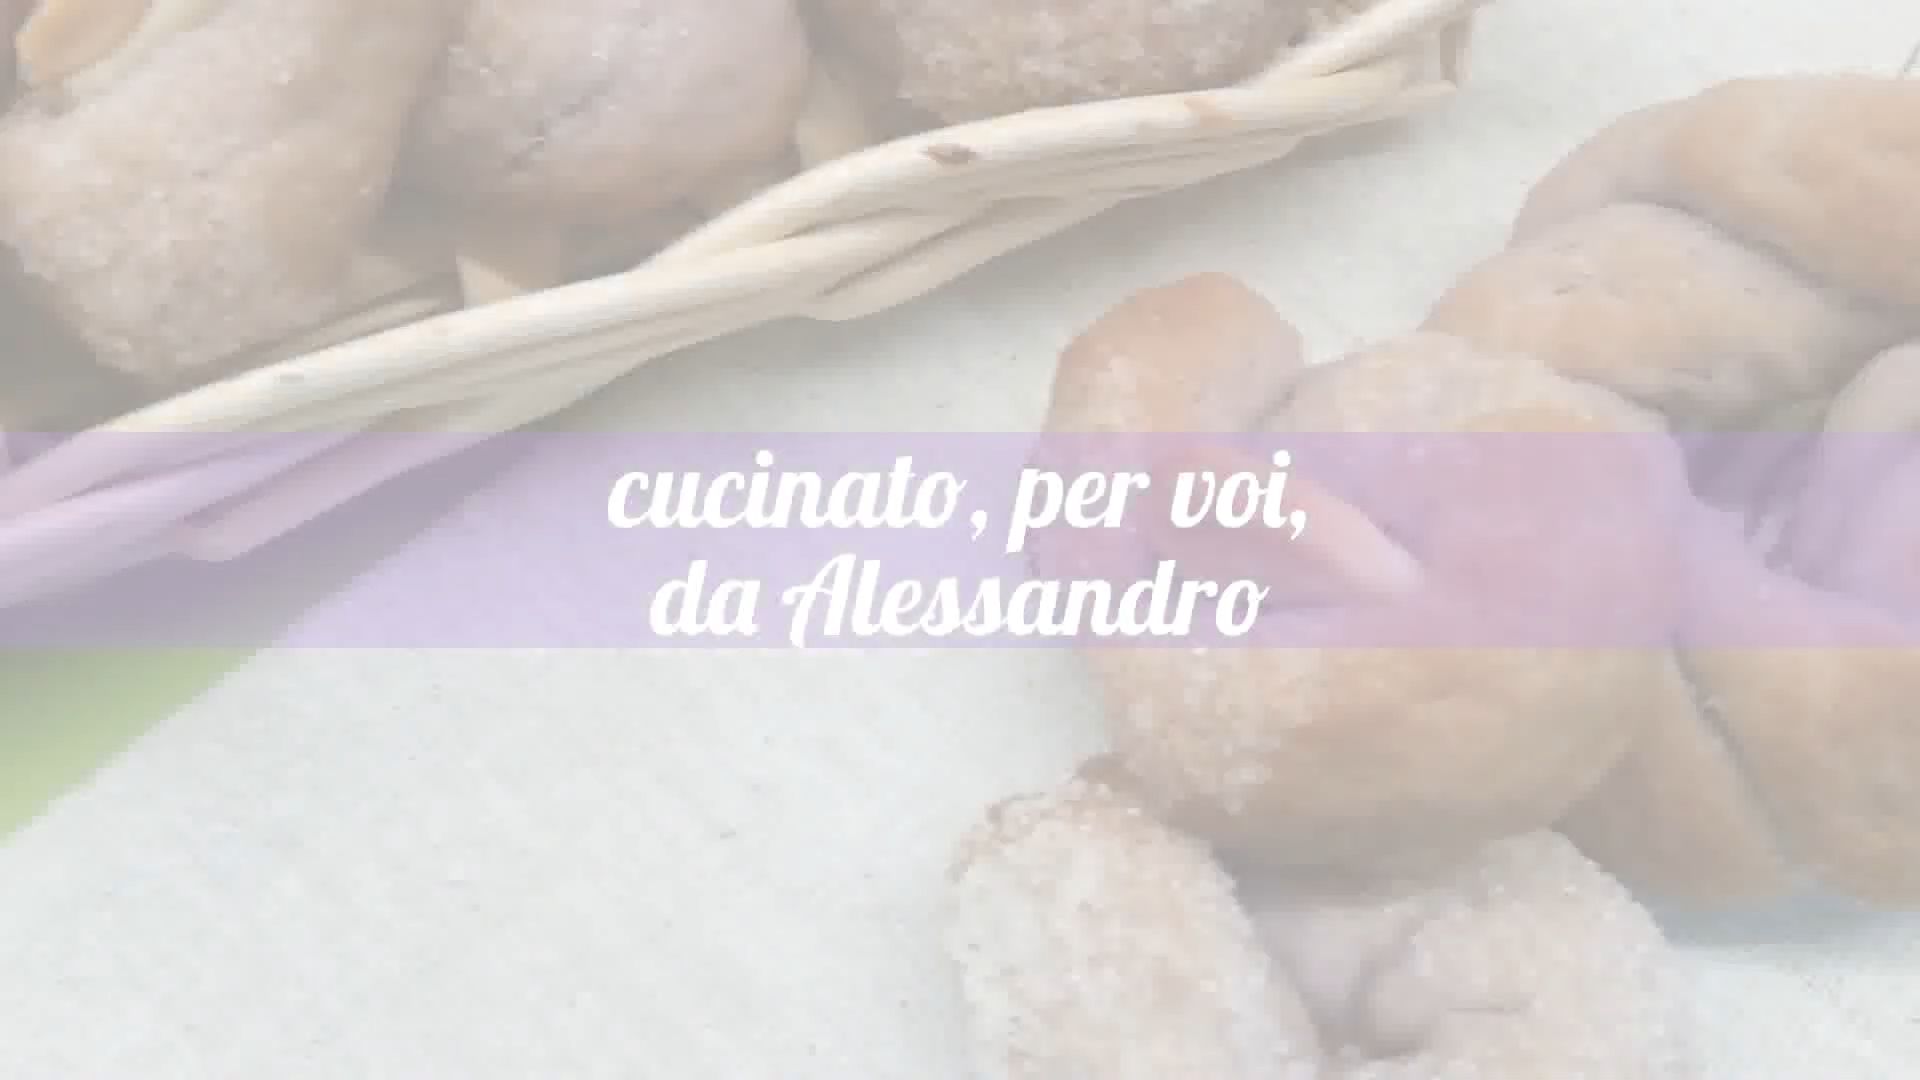 cucinato, per voi,
da Alessandro